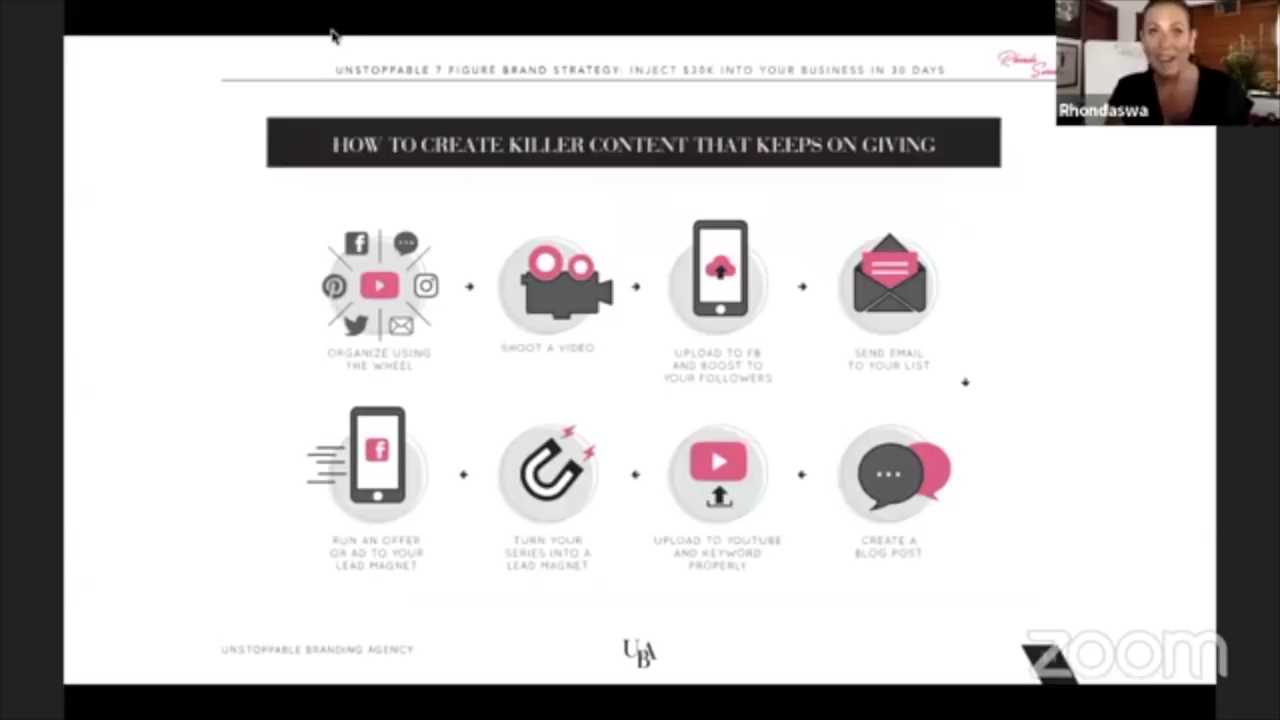 UNSTOPPABLE 7 FIGURE BRAND STRATEGY: INJECT $30K INTO YOUR BUSINESS IN 30 DAYS
Rhondaswa
HOW TO CREATE KILLER CONTENT THAT KEEPS ON GIVING
ORGANIZE USING
THE WHEEL
SHOOT A VIDEO
UPLOAD TO FB
AND BOOST TO
YOUR FOLLOWERS
SEND EMAIL
TO YOUR LIST
RUN AN OFFER
OR AD TO YOUR
LEAD MAGNET
TURN YOUR
SERIES INTO A
LEAD MAGNET
UPLOAD TO YOUTUBE
AND KEYWORD
PROPERLY
CREATE A
BLOG POST
UNSTOPPABLE BRANDING AGENCY
UBA
zoom